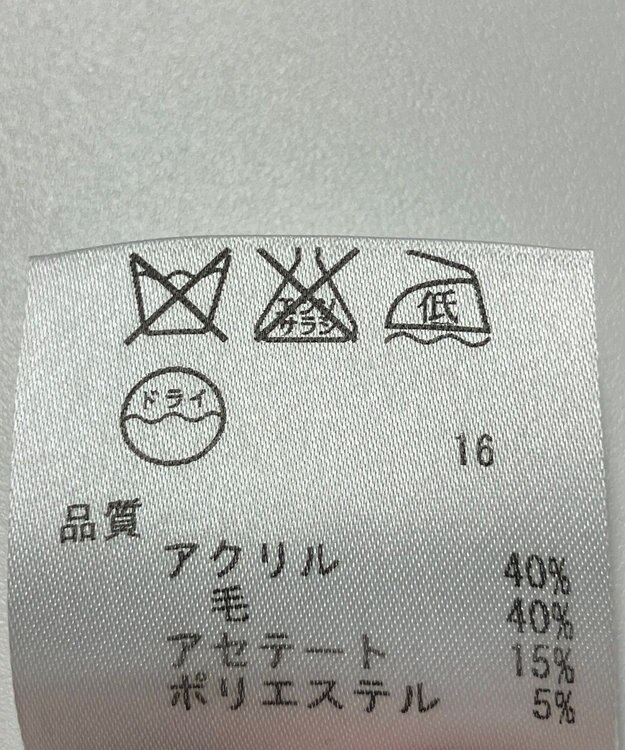 エンソ
サラシ
低
ドライ
16
品質
アクリル 40%
毛 40%
アセテート 15%
ポリエステル 5%